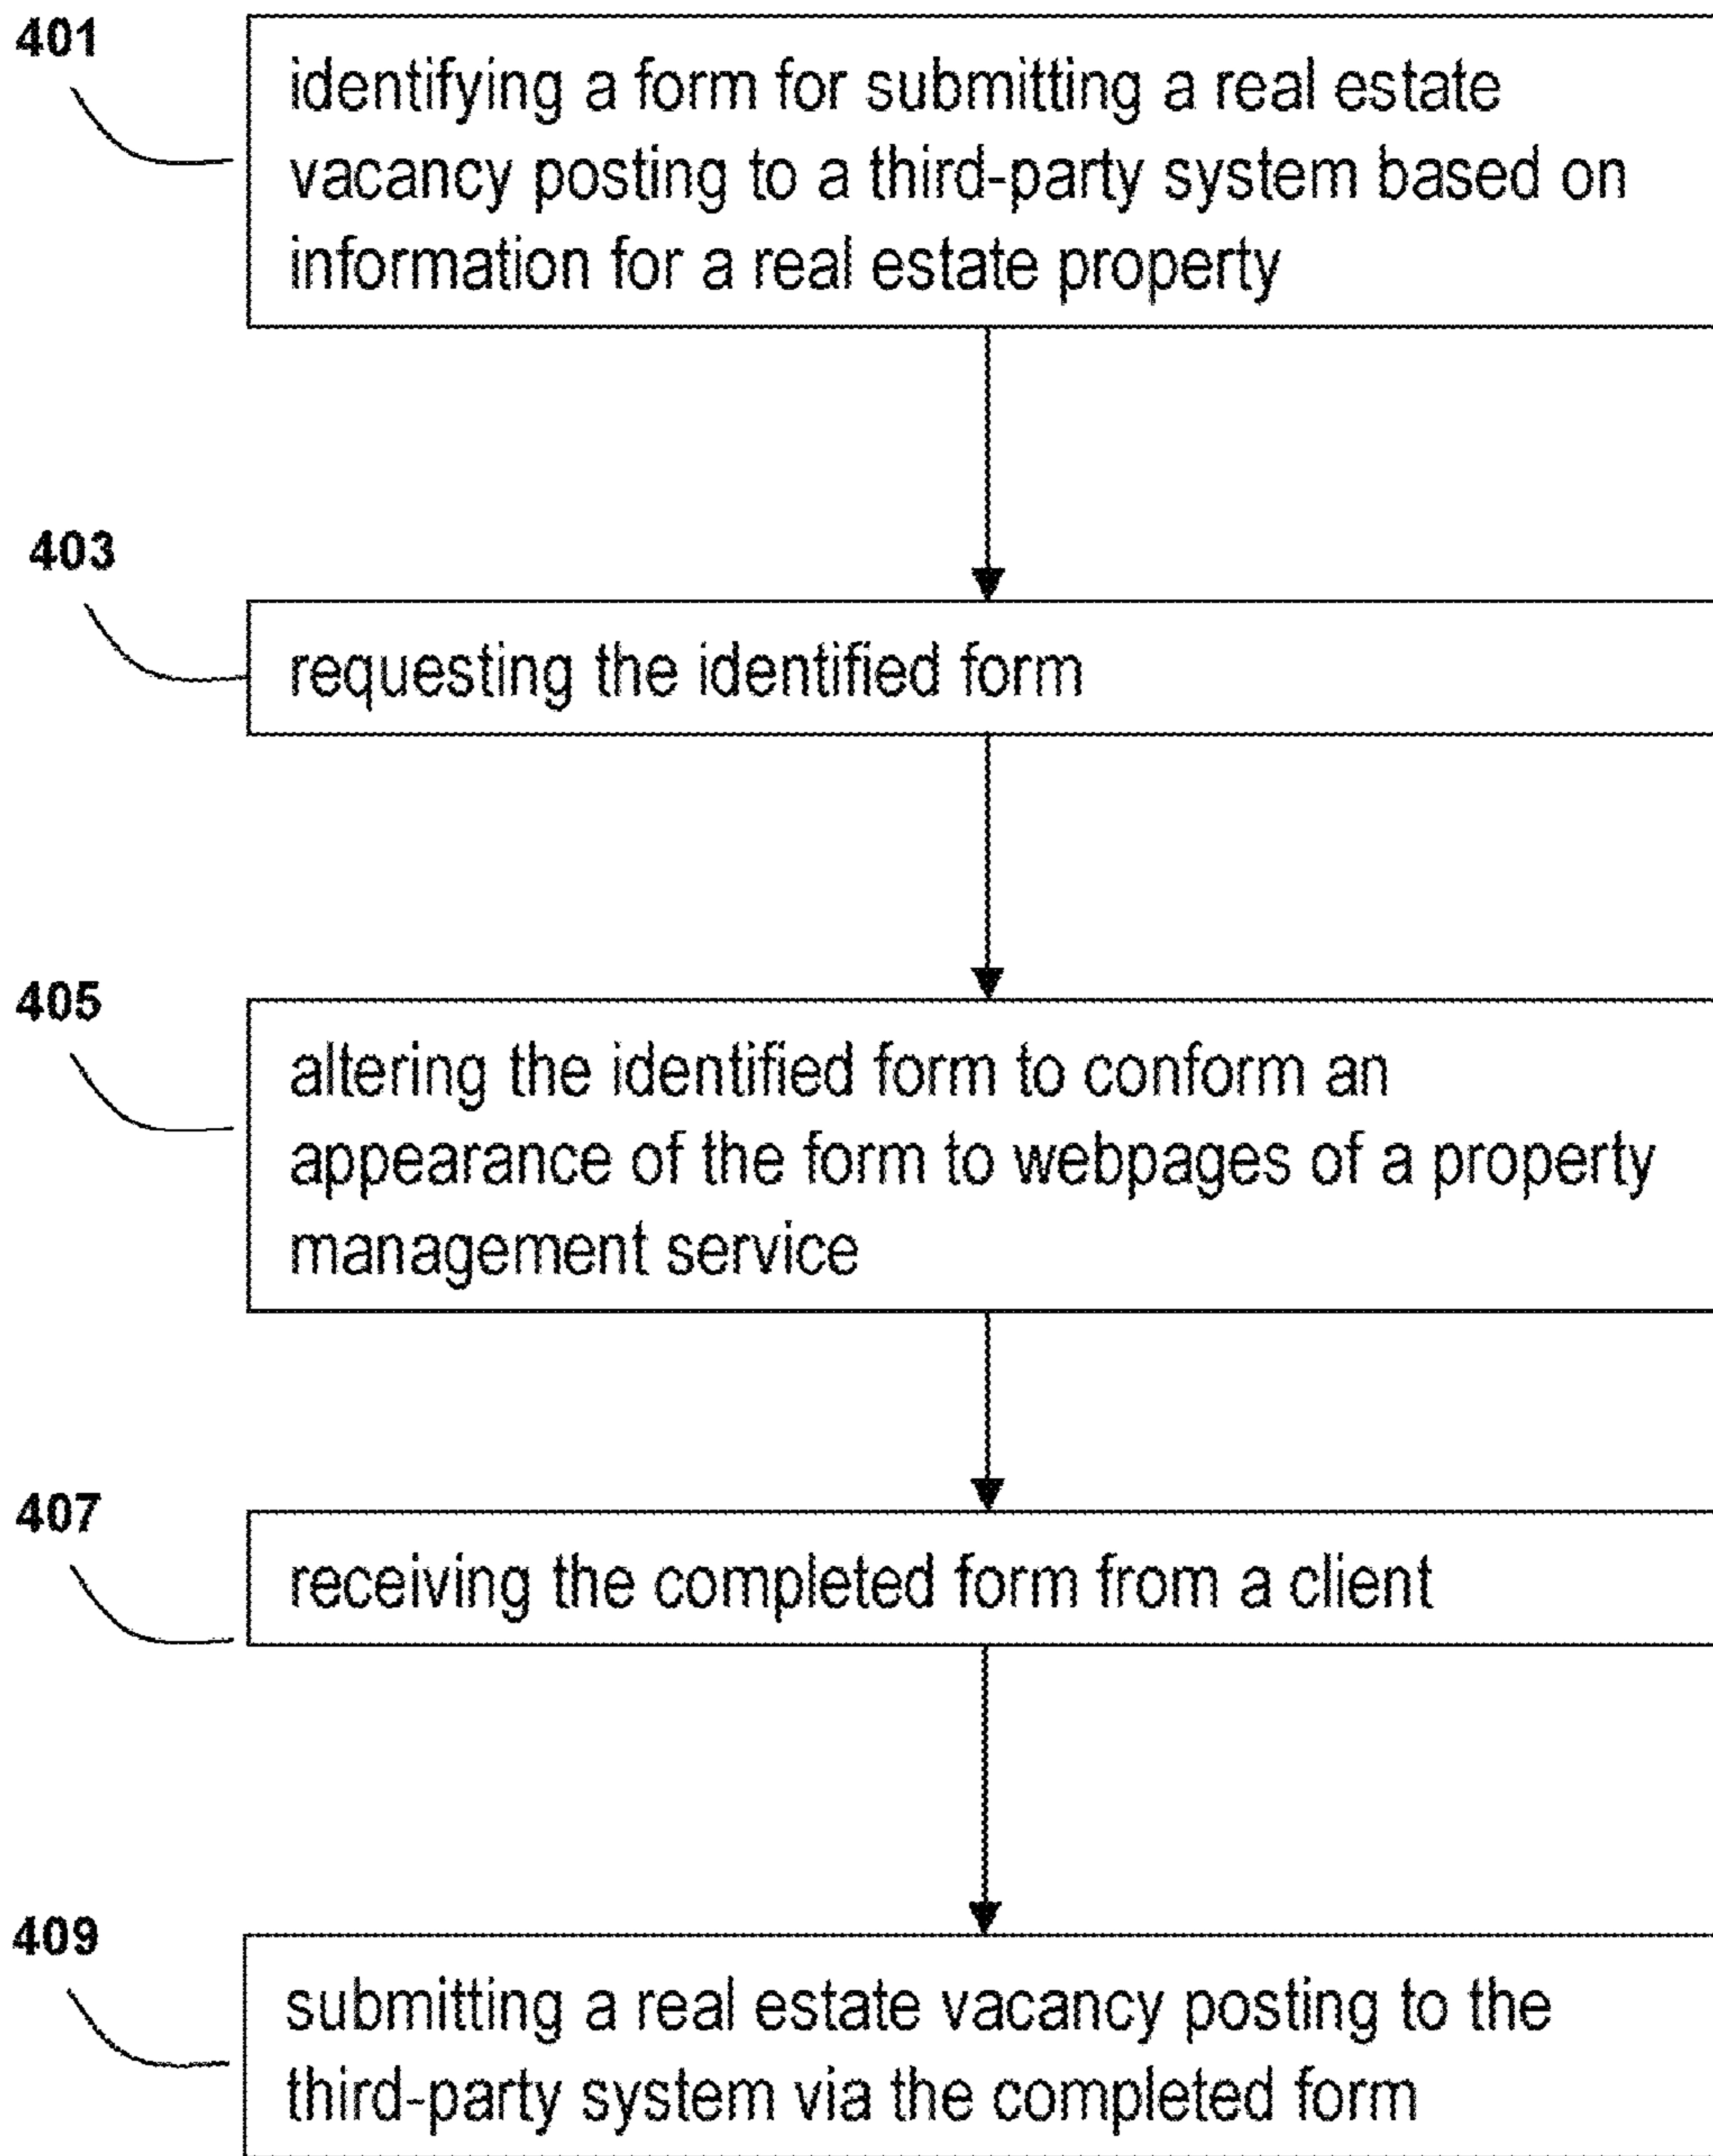 401
identifying a form for submitting a real estate
vacancy posting to a third-party system based on
information for a real estate property
403
requesting the identified form
405
altering the identified form to conform an
appearance of the form to webpages of a property
management service
407
receiving the completed form from a client
409
submitting a real estate vacancy posting to the
third-party system via the completed form